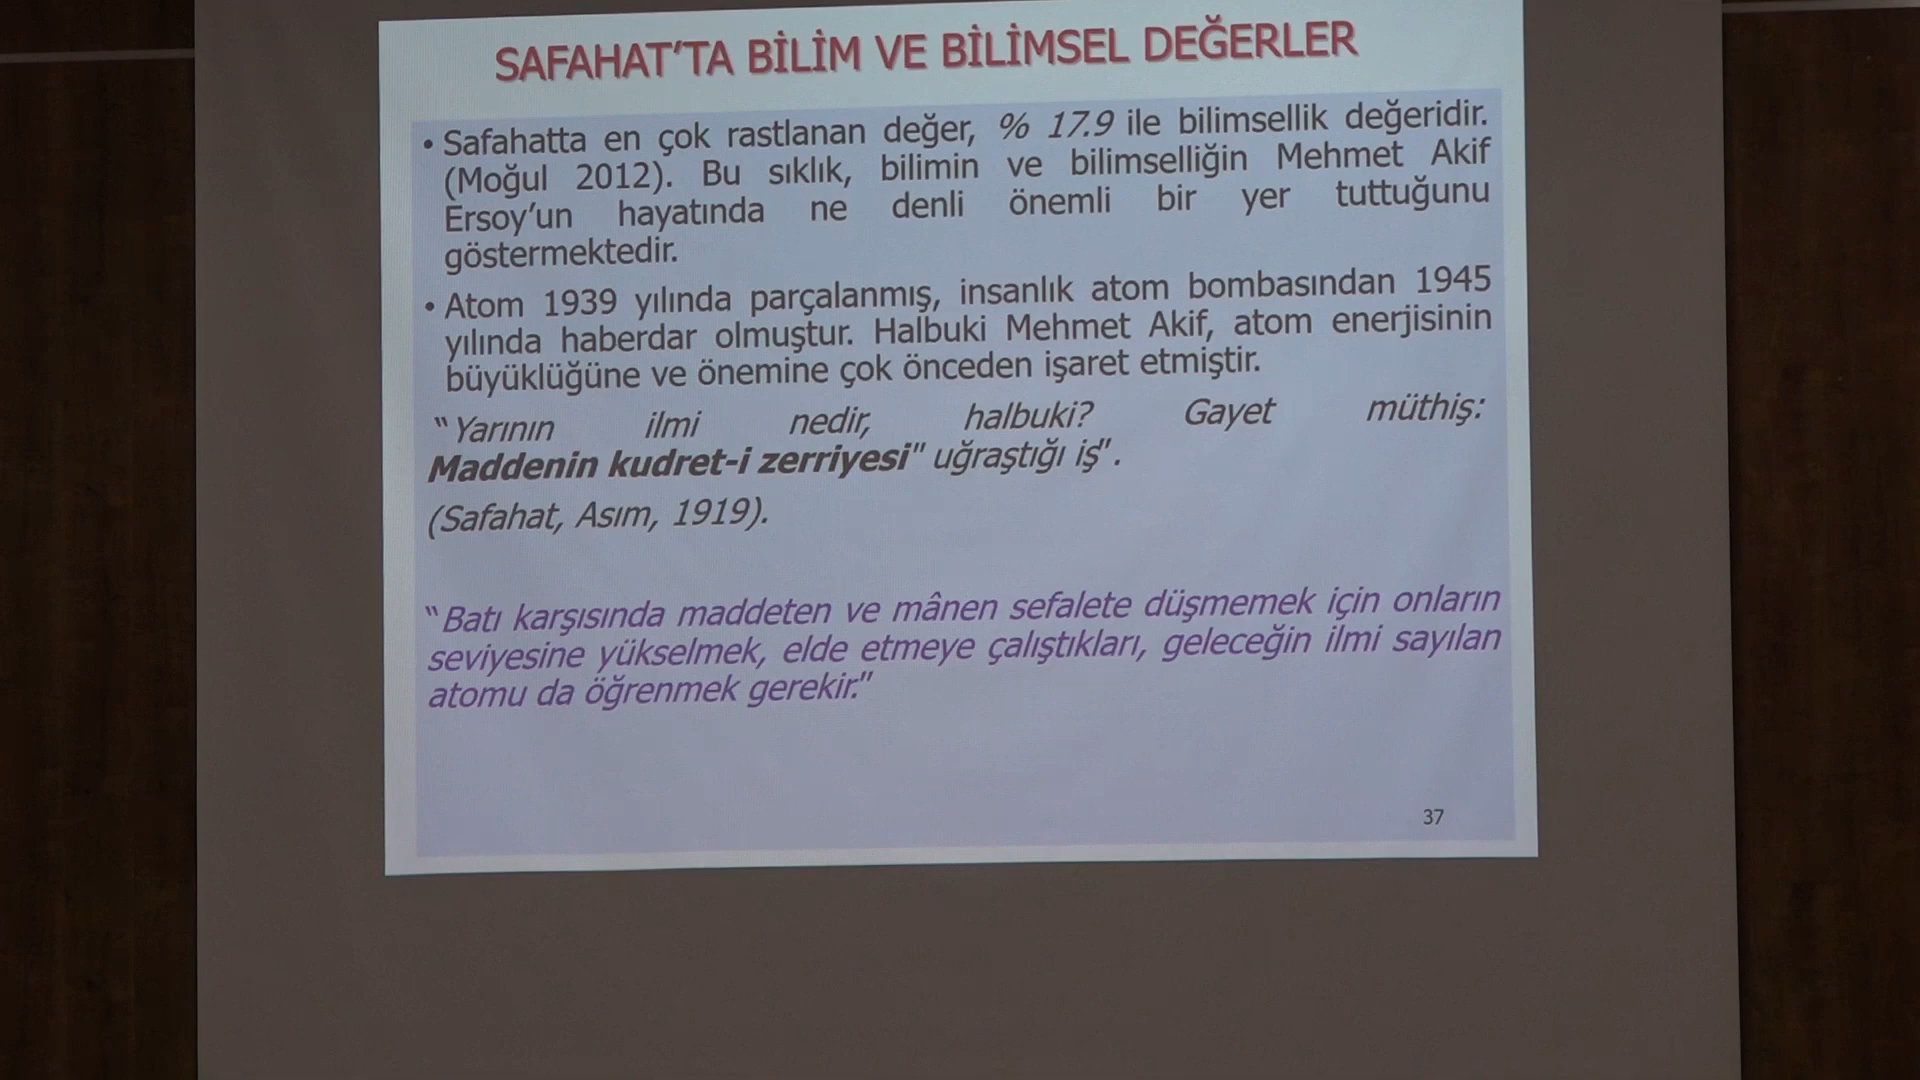 SAFAHAT'TA BİLİM VE BİLİMSEL DEĞERLER
• Safahatta en çok rastlanan değer, % 17.9 ile bilimsellik değeridir.
(Moğul 2012). Bu sıklık, bilimin ve bilimselliğin Mehmet Akif
Ersoy'un hayatında ne denli önemli bir yer tuttuğunu
göstermektedir.
• Atom 1939 yılında parçalanmış, insanlık atom bombasından 1945
yılında haberdar olmuştur. Halbuki Mehmet Akif, atom enerjisinin
büyüklüğüne ve önemine çok önceden işaret etmiştir.
"Yarının ilmi nedir, halbuki? Gayet müthiş:
Maddenin kudret-i zerriyesi" uğraştığı iş".
(Safahat, Asım, 1919).
"Batı karşısında maddeten ve mânen sefalete düşmemek için onların
seviyesine yükselmek, elde etmeye çalıştıkları, geleceğin ilmi sayılan
atomu da öğrenmek gerekir."
37